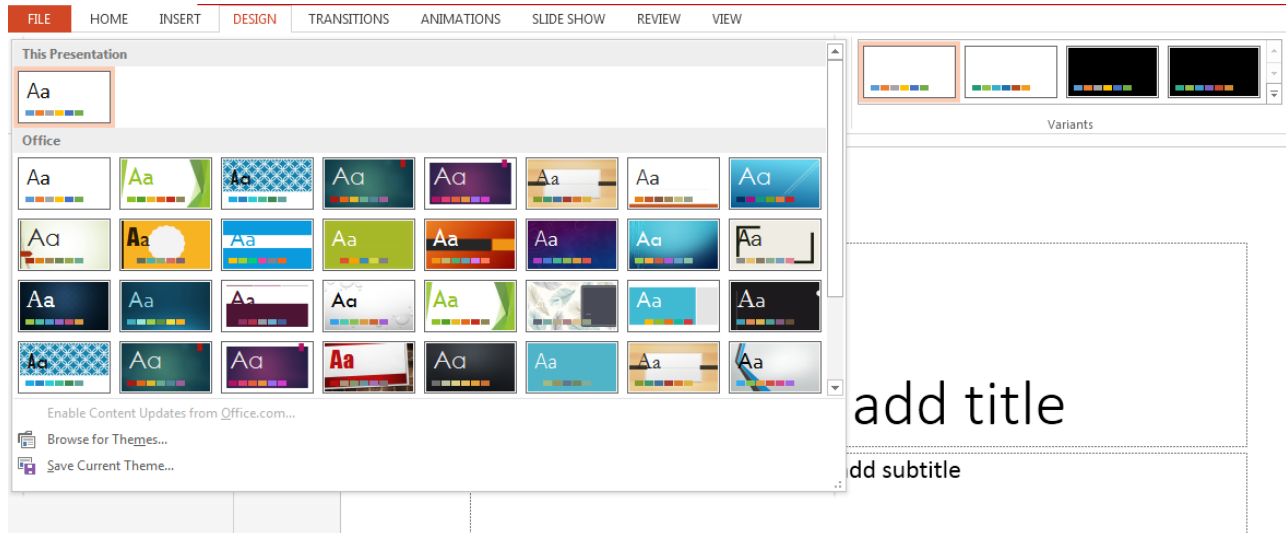 FILE HOME INSERT DESIGN TRANSITIONS ANIMATIONS SLIDE SHOW REVIEW VIEW
This Presentation
Aa
Office
Aa Aa Aa Aa Aa Aa Aa Aa
Aa Aa Aa Aa Aa Aa Aa Aa
Aa Aa Aa Aa Aa Aa Aa
Aa Aa Aa Aa Aa Aa Aa Aa
Enable Content Updates from Office.com...
Browse for Themes...
Save Current Theme...
Variants
add title
dd subtitle